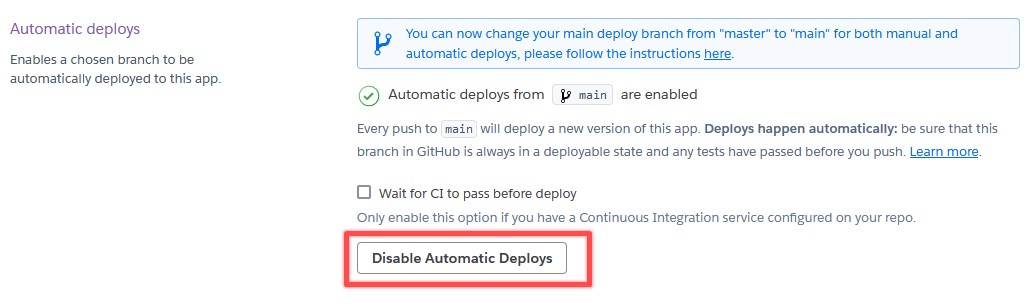 Automatic deploys
Enables a chosen branch to be
automatically deployed to this app.
You can now change your main deploy branch from "master" to "main" for both manual and
automatic deploys, please follow the instructions here.
Automatic deploys from main are enabled
Every push to main will deploy a new version of this app. Deploys happen automatically: be sure that this
branch in GitHub is always in a deployable state and any tests have passed before you push. Learn more.
Wait for CI to pass before deploy
Only enable this option if you have a Continuous Integration service configured on your repo.
Disable Automatic Deploys